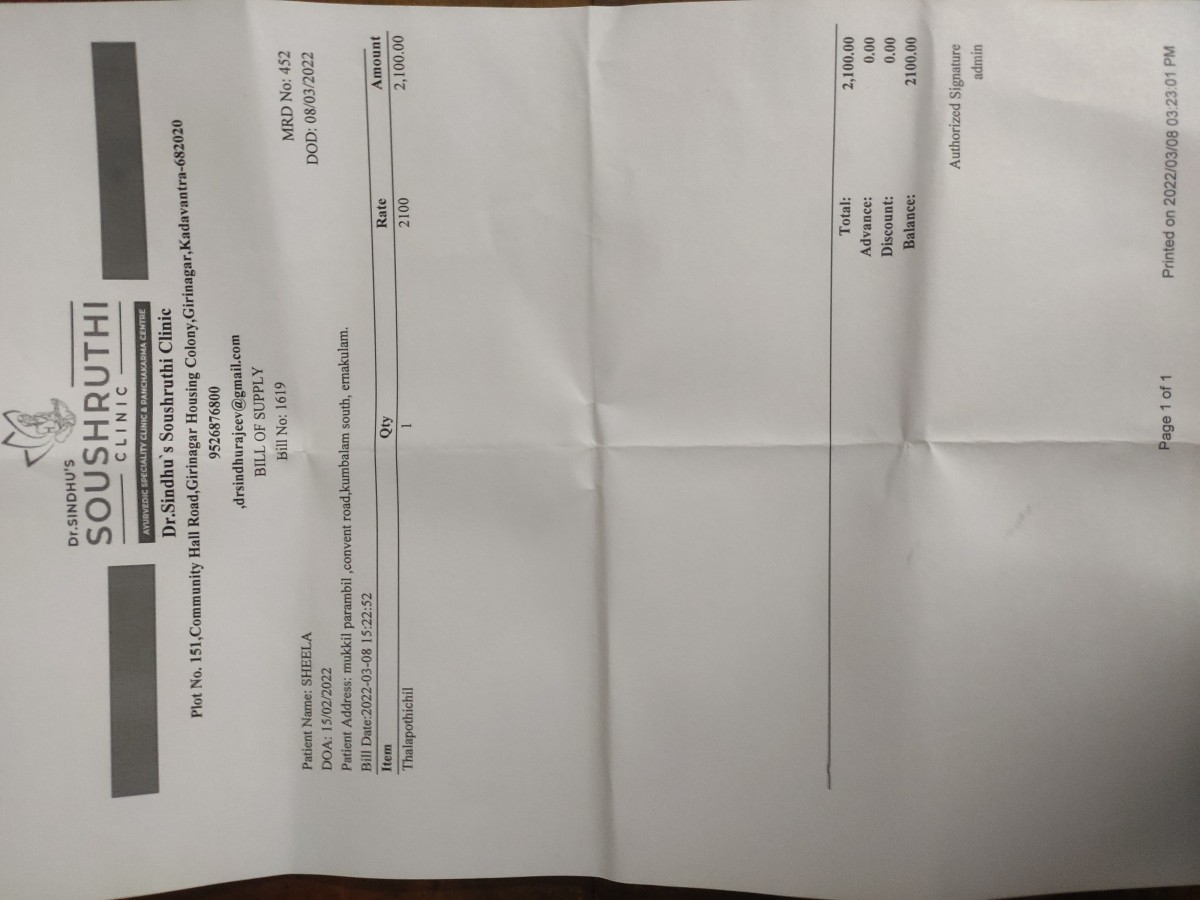 Dr.SINDHU'S
SOUSHRUTHI
CLINIC
AYURVEDIC SPECIALITY CLINIC & PANCHAKARMA CENTRE
Dr.Sindhu`s Soushruthi Clinic
Plot No. 151,Community Hall Road,Girinagar Housing Colony,Girinagar,Kadavantra-682020
9526876800
,drsindhurajeev@gmail.com
BILL OF SUPPLY
Bill No: 1619 MRD No: 452
Patient Name: SHEELA DOD: 08/03/2022
DOA: 15/02/2022
Patient Address: mukkil parambil ,convent road,kumbalam south, ernakulam.
Bill Date:2022-03-08 15:22:52
Item Qty Rate Amount
Thalapothichil 1 2100 2,100.00
Total: 2,100.00
Advance: 0.00
Discount: 0.00
Balance: 2100.00
Authorized Signature
admin
Page 1 of 1 Printed on 2022/03/08 03:23:01 PM